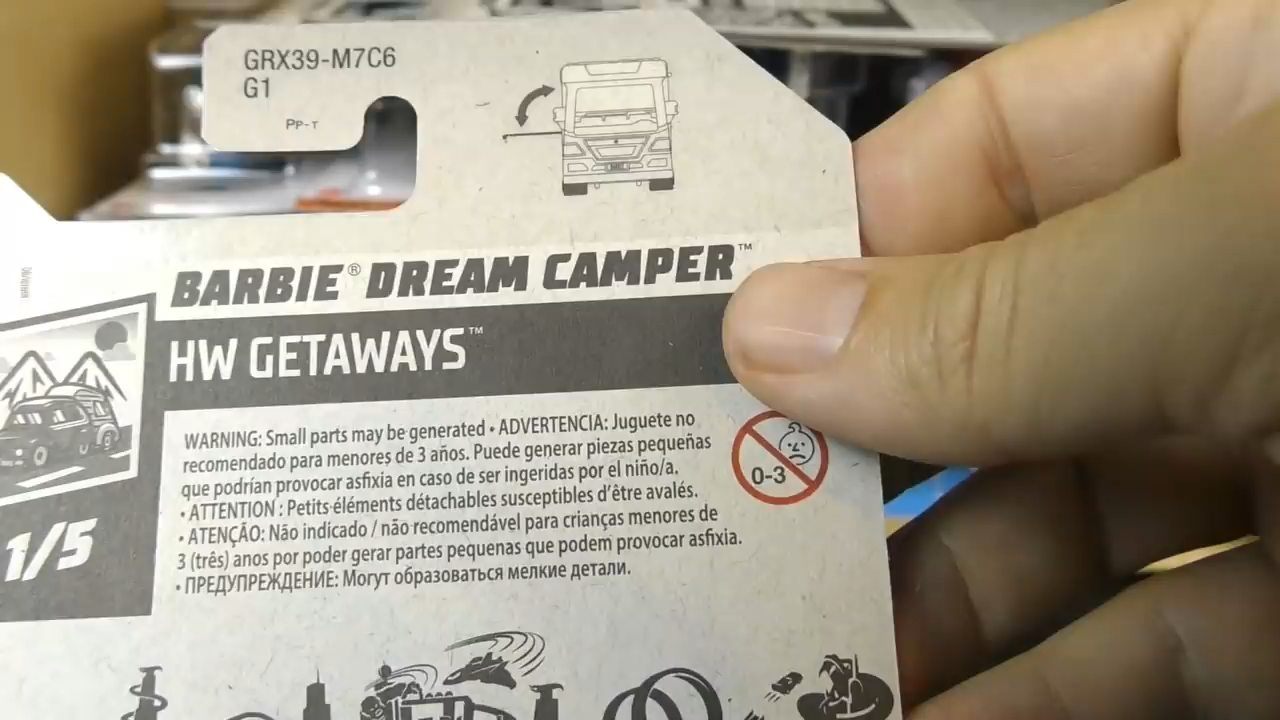 GRX39-M7C6
G1
PP-T
BARBIE® DREAM CAMPER™
HW GETAWAYS™
WARNING: Small parts may be generated • ADVERTENCIA: Juguete no
recomendado para menores de 3 años. Puede generar piezas pequeñas
que podrían provocar asfixia en caso de ser ingeridas por el niño/a.
• ATTENTION : Petits éléments détachables susceptibles d'être avalés.
• ATENÇÃO: Não indicado / não recomendável para crianças menores de
3 (três) anos por poder gerar partes pequenas que podem provocar asfixia.
• ПРЕДУПРЕЖДЕНИЕ: Могут образоваться мелкие детали.
0-3
1/5